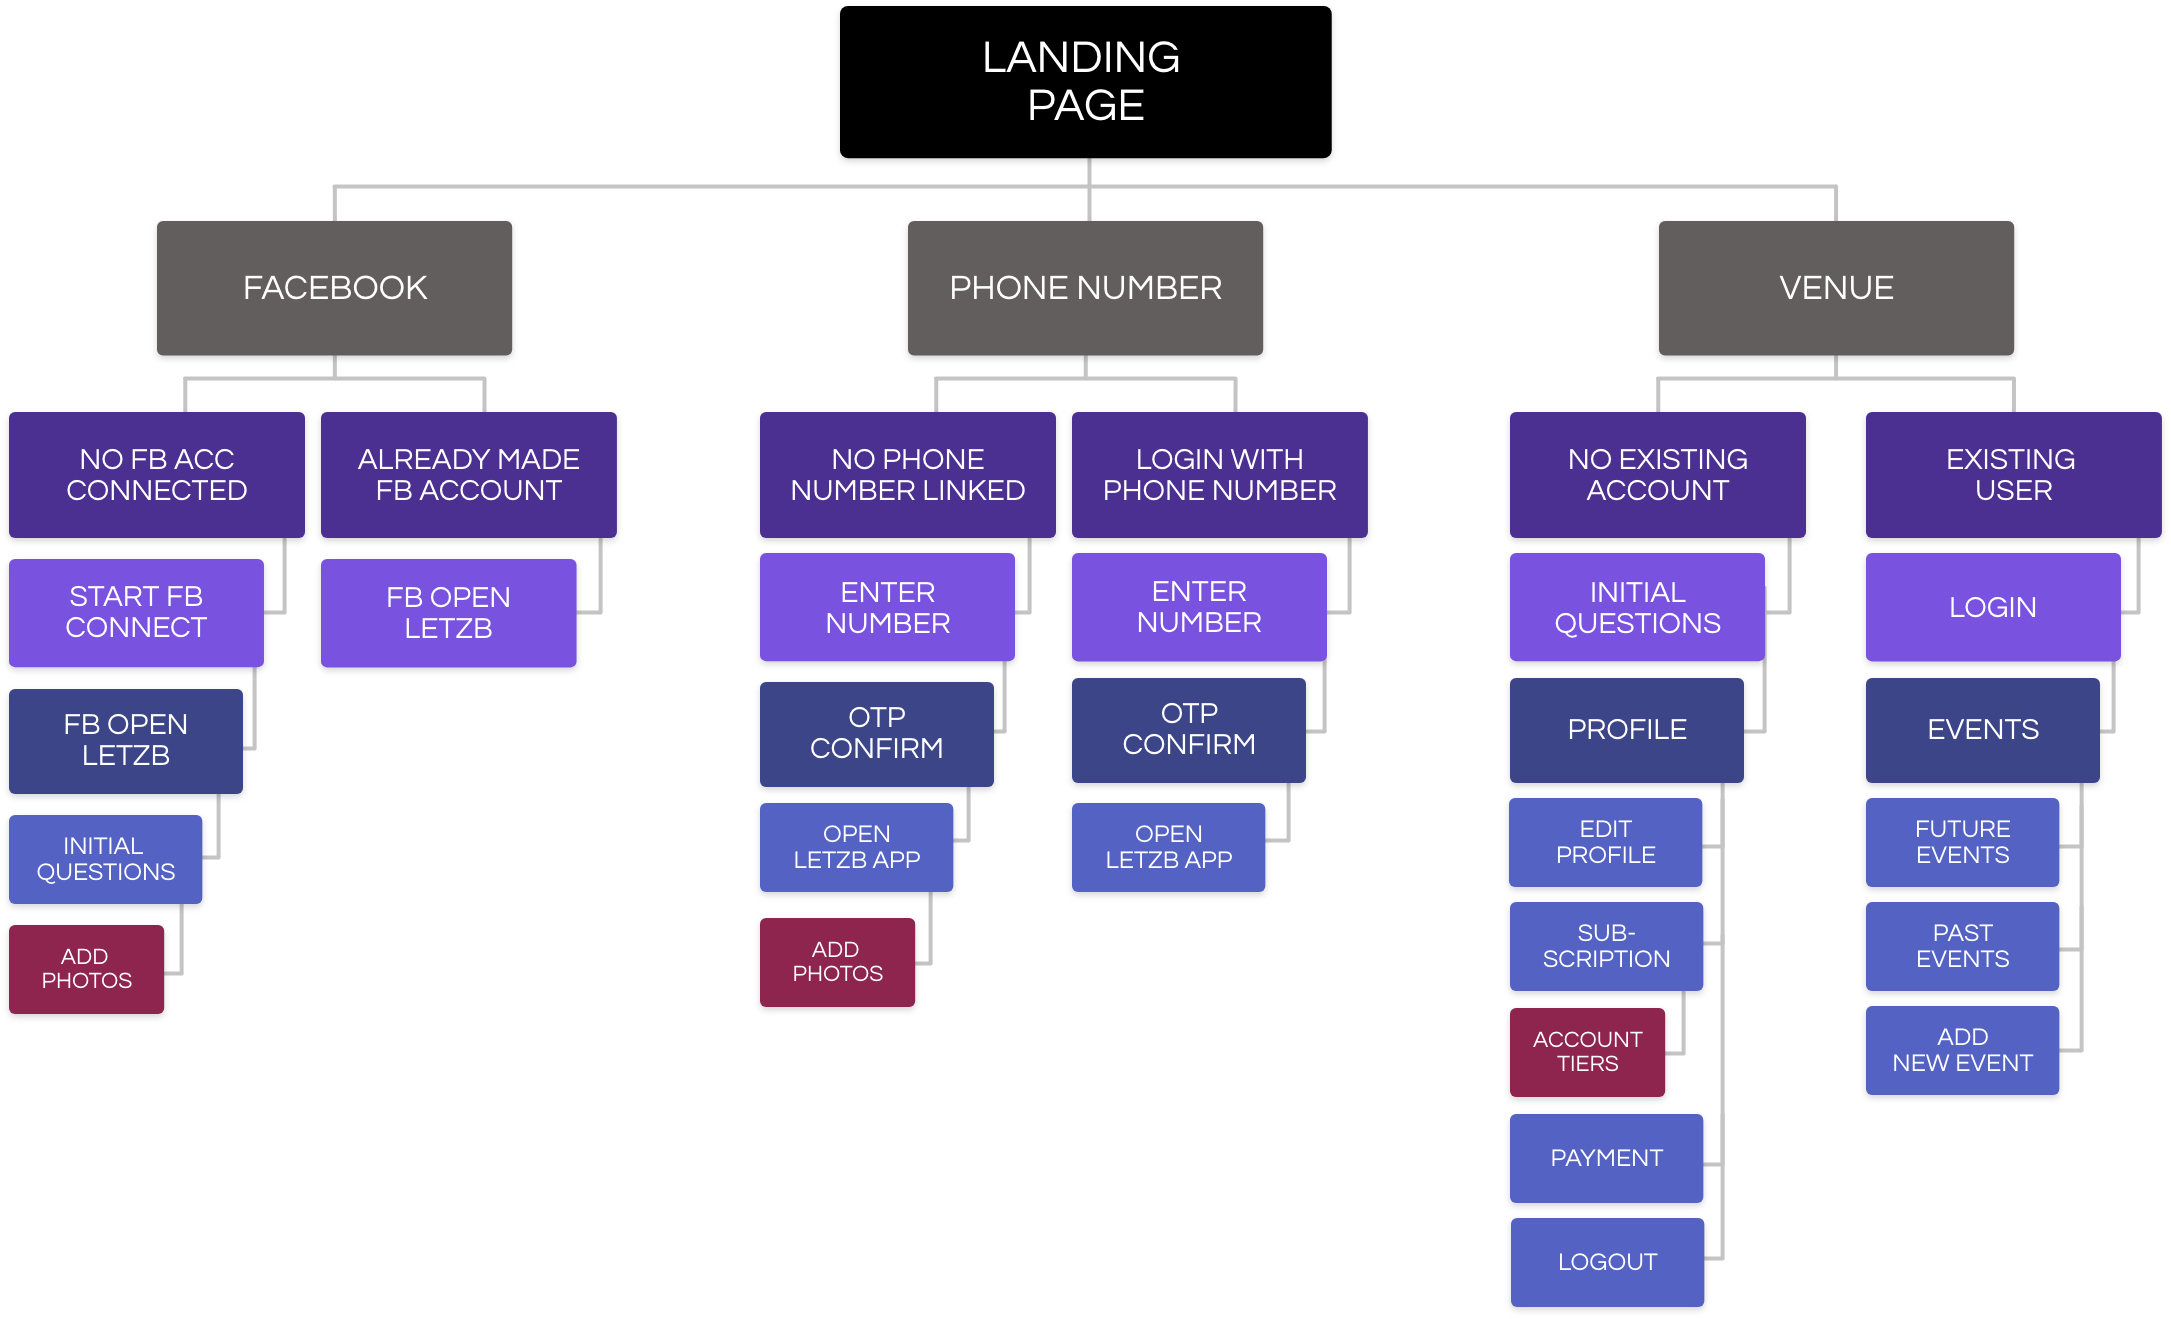 LANDING
PAGE
FACEBOOK
PHONE NUMBER
VENUE
NO FB ACC
CONNECTED
ALREADY MADE
FB ACCOUNT
NO PHONE
NUMBER LINKED
LOGIN WITH
PHONE NUMBER
NO EXISTING
ACCOUNT
EXISTING
USER
START FB
CONNECT
FB OPEN
LETZB
ENTER
NUMBER
ENTER
NUMBER
INITIAL
QUESTIONS
LOGIN
FB OPEN
LETZB
OTP
CONFIRM
OTP
CONFIRM
PROFILE
EVENTS
INITIAL
QUESTIONS
OPEN
LETZB APP
OPEN
LETZB APP
EDIT
PROFILE
FUTURE
EVENTS
ADD
PHOTOS
ADD
PHOTOS
SUB-
SCRIPTION
PAST
EVENTS
ACCOUNT
TIERS
ADD
NEW EVENT
PAYMENT
LOGOUT